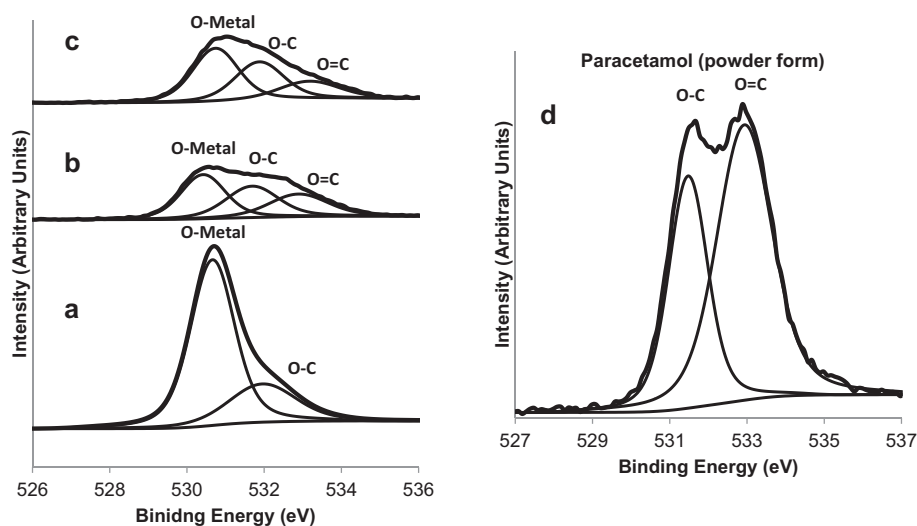 c
O-Metal
O-C
O=C
b
O-Metal
O-C
O=C
a
O-Metal
O-C
Intensity (Arbitrary Units)
526 528 530 532 534 536
Binidng Energy (eV)
Paracetamol (powder form)
d
O-C
O=C
Intensity (Arbitrary Units)
527 529 531 533 535 537
Binding Energy (eV)